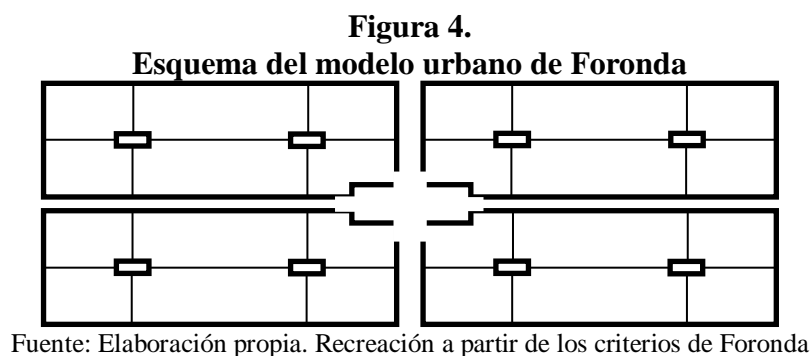 Figura 4.
Esquema del modelo urbano de Foronda
Fuente: Elaboración propia. Recreación a partir de los criterios de Foronda